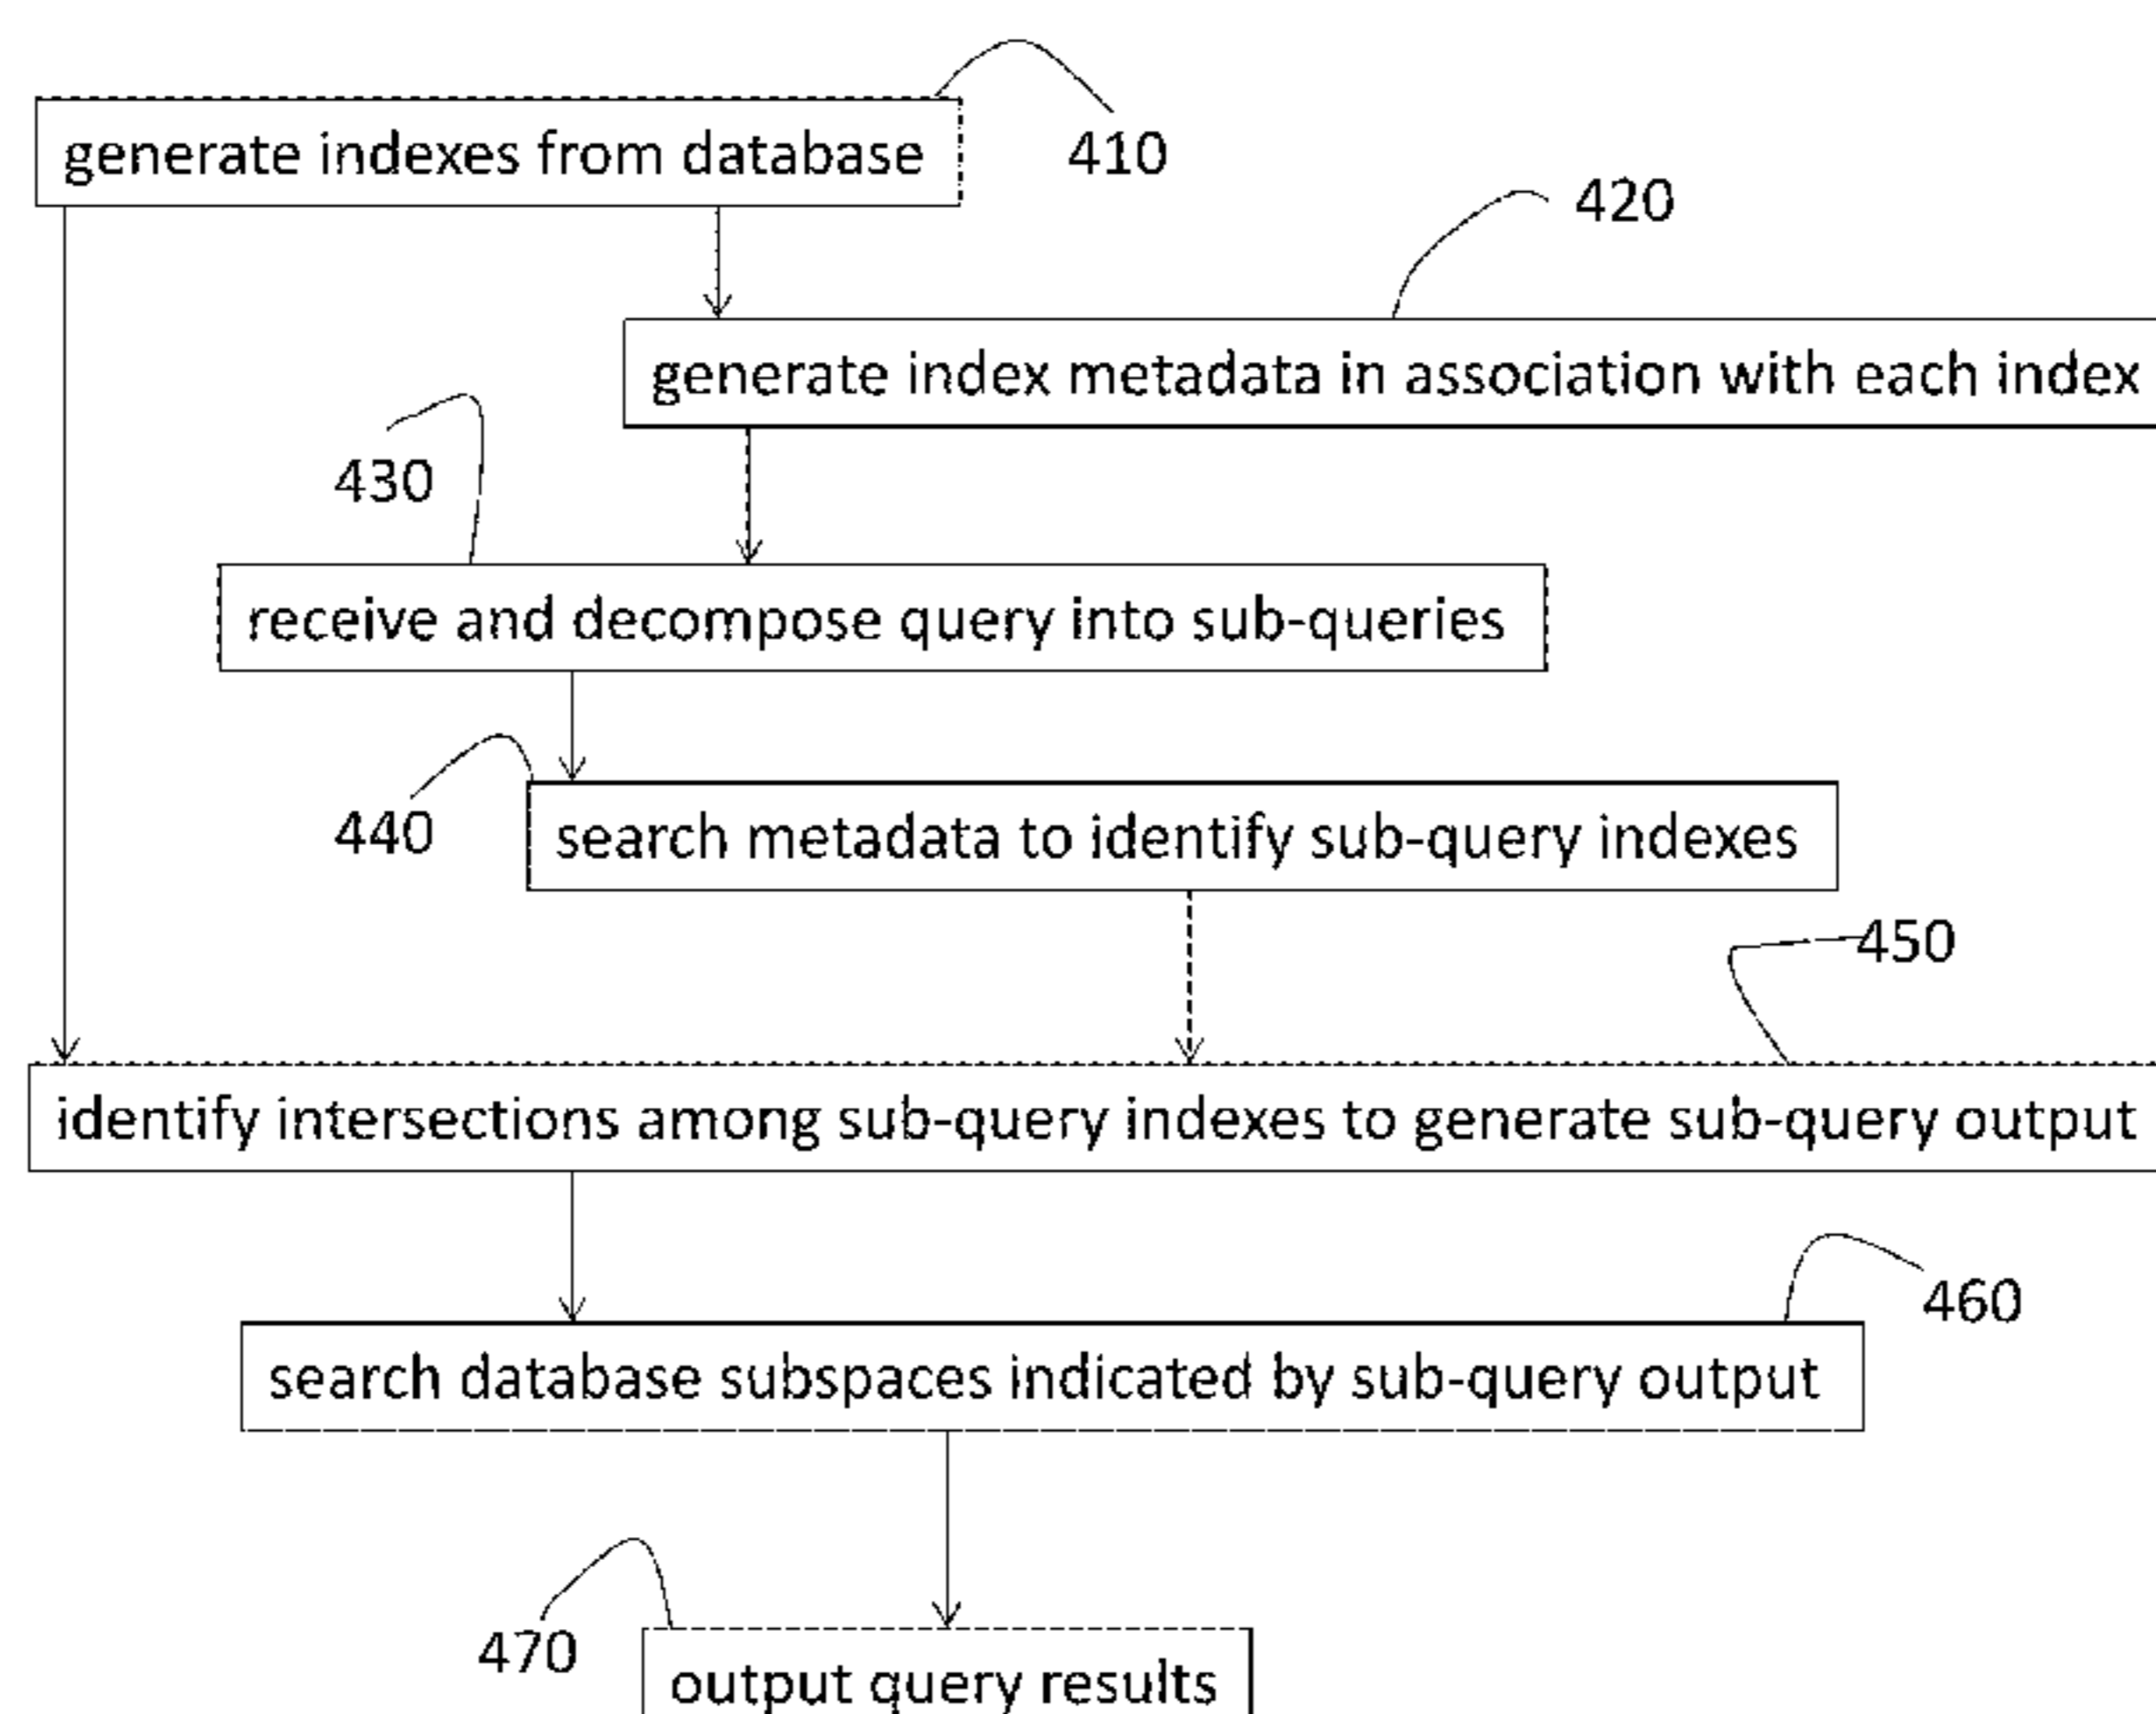 generate indexes from database
410
420
generate index metadata in association with each index
430
receive and decompose query into sub-queries
440
search metadata to identify sub-query indexes
450
identify intersections among sub-query indexes to generate sub-query output
460
search database subspaces indicated by sub-query output
470
output query results